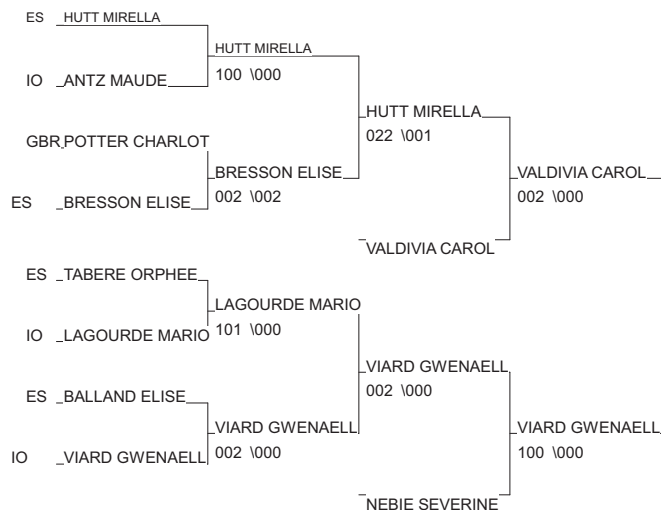 ES HUTT MIRELLA
HUTT MIRELLA
100 \000
IO ANTZ MAUDE
HUTT MIRELLA
022 \001
GBR POTTER CHARLOT
BRESSON ELISE
002 \002
VALDIVIA CAROL
002 \000
ES BRESSON ELISE
VALDIVIA CAROL
ES TABERE ORPHEE
LAGOURDE MARIO
101 \000
IO LAGOURDE MARIO
VIARD GWENAELL
002 \000
ES BALLAND ELISE
VIARD GWENAELL
002 \000
VIARD GWENAELL
100 \000
IO VIARD GWENAELL
NEBIE SEVERINE